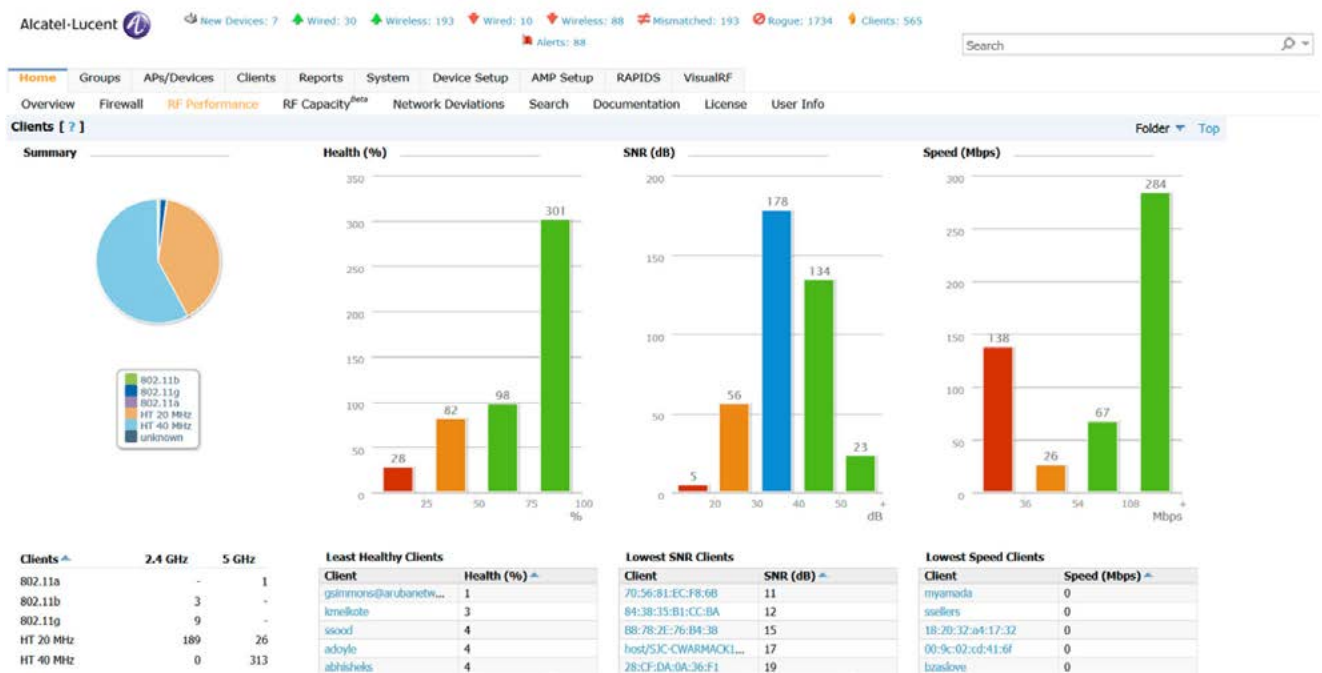 Alcatel-Lucent
New Devices: 7 Wired: 30 Wireless: 193 Wired: 10 Wireless: 88 Mismatched: 193 Rogue: 1734 Clients: 565
Alerts: 88
Search
Home Groups APs/Devices Clients Reports System Device Setup AMP Setup RAPIDS VisualRF
Overview Firewall RF Performance RF Capacity Beta Network Deviations Search Documentation License User Info
Clients [ ? ] Folder Top
Summary
802.11b
802.11g
802.11a
HT 20 MHz
HT 40 MHz
unknown
Health (%)
350
300
250
200
150
100
50
0
28 82 98 301
25 50 75 100
%
SNR (dB)
200
150
100
50
0
5 56 178 134 23
20 30 40 50 +
dB
Speed (Mbps)
300
250
200
150
100
50
0
138 26 67 284
36 54 108 +
Mbps
Clients 2.4 GHz 5 GHz
802.11a - 1
802.11b 3 -
802.11g 9 -
HT 20 MHz 189 26
HT 40 MHz 0 313
Least Healthy Clients
Client Health (%)
gsimmons@arubanetw... 1
kmelkote 3
ssood 4
adoyle 4
abhisheks 4
Lowest SNR Clients
Client SNR (dB)
70:56:81:EC:F8:6B 11
84:38:35:B1:CC:BA 12
B8:78:2E:76:B4:3B 15
host/SJC-CWARMACK1... 17
28:CF:DA:0A:36:F1 19
Lowest Speed Clients
Client Speed (Mbps)
myamada 0
ssellers 0
18:20:32:a4:17:32 0
00:9c:02:cd:41:6f 0
bzaslove 0